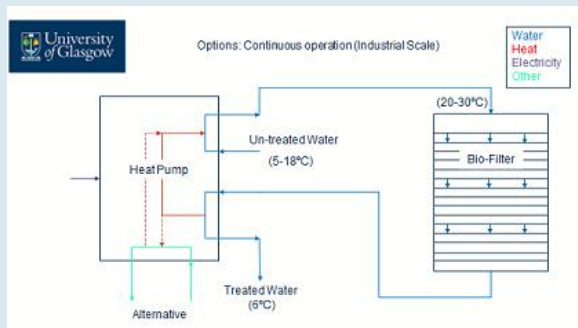 University
of Glasgow
Options: Continuous operation (Industrial Scale)
Water
Heat
Electricity
Other
(20-30ºC)
Un-treated Water
(5-18ºC)
Bio-Filter
Heat Pump
Treated Water
(6ºC)
Alternative